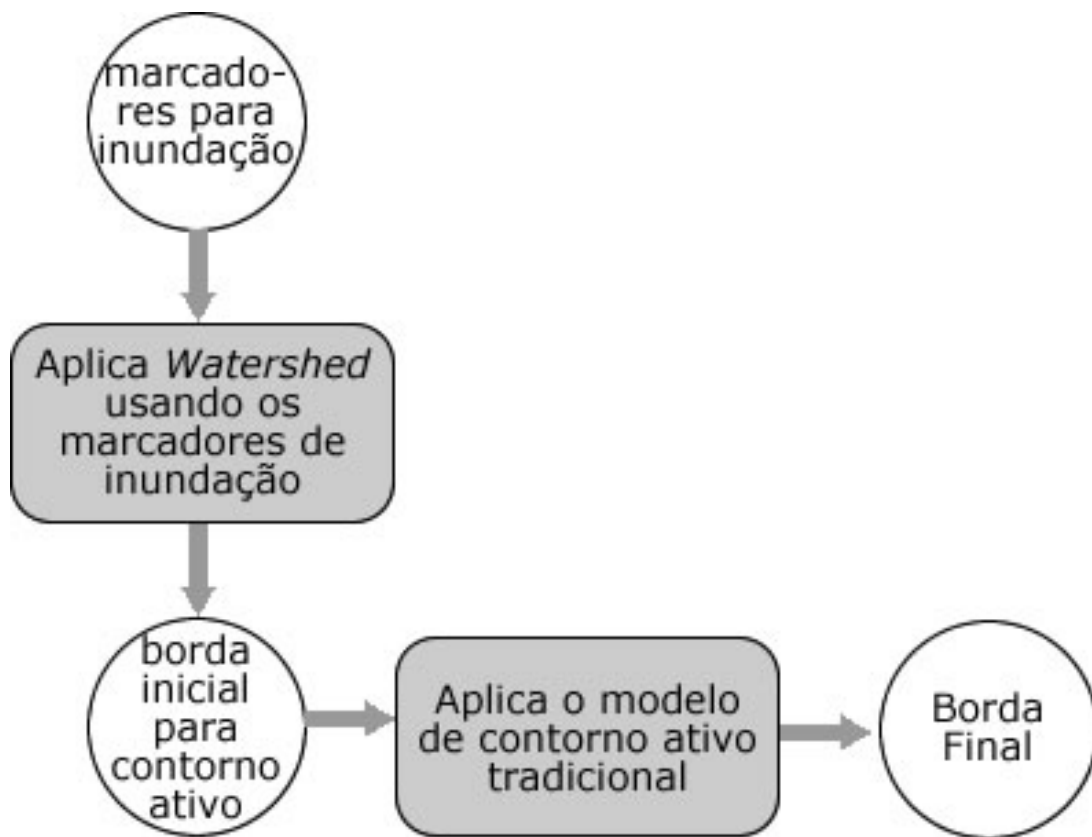 marcado-
res para
inundação
Aplica Watershed
usando os
marcadores de
inundação
borda
inicial
para
contorno
ativo
Aplica o modelo
de contorno ativo
tradicional
Borda
Final